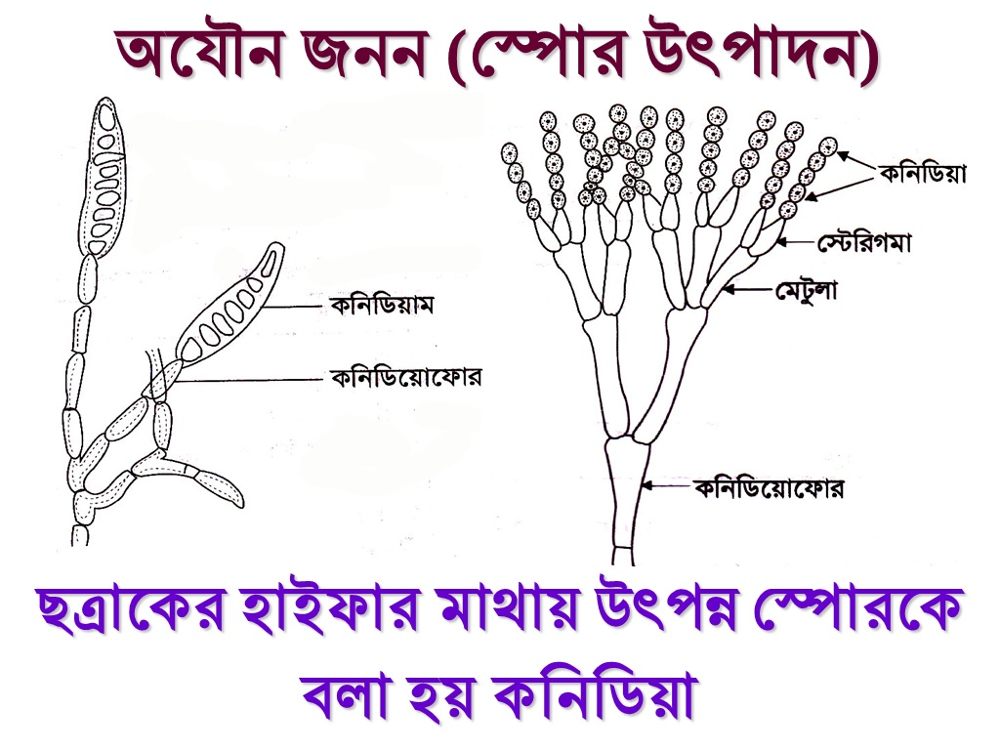 অযৌন জনন (স্পোর উৎপাদন)
কনিডিয়া
স্টেরিগমা
মেটুলা
কনিডিয়াম
কনিডিয়োফোর
কনিডিয়োফোর
ছত্রাকের হাইফার মাথায় উৎপন্ন স্পোরকে
বলা হয় কনিডিয়া